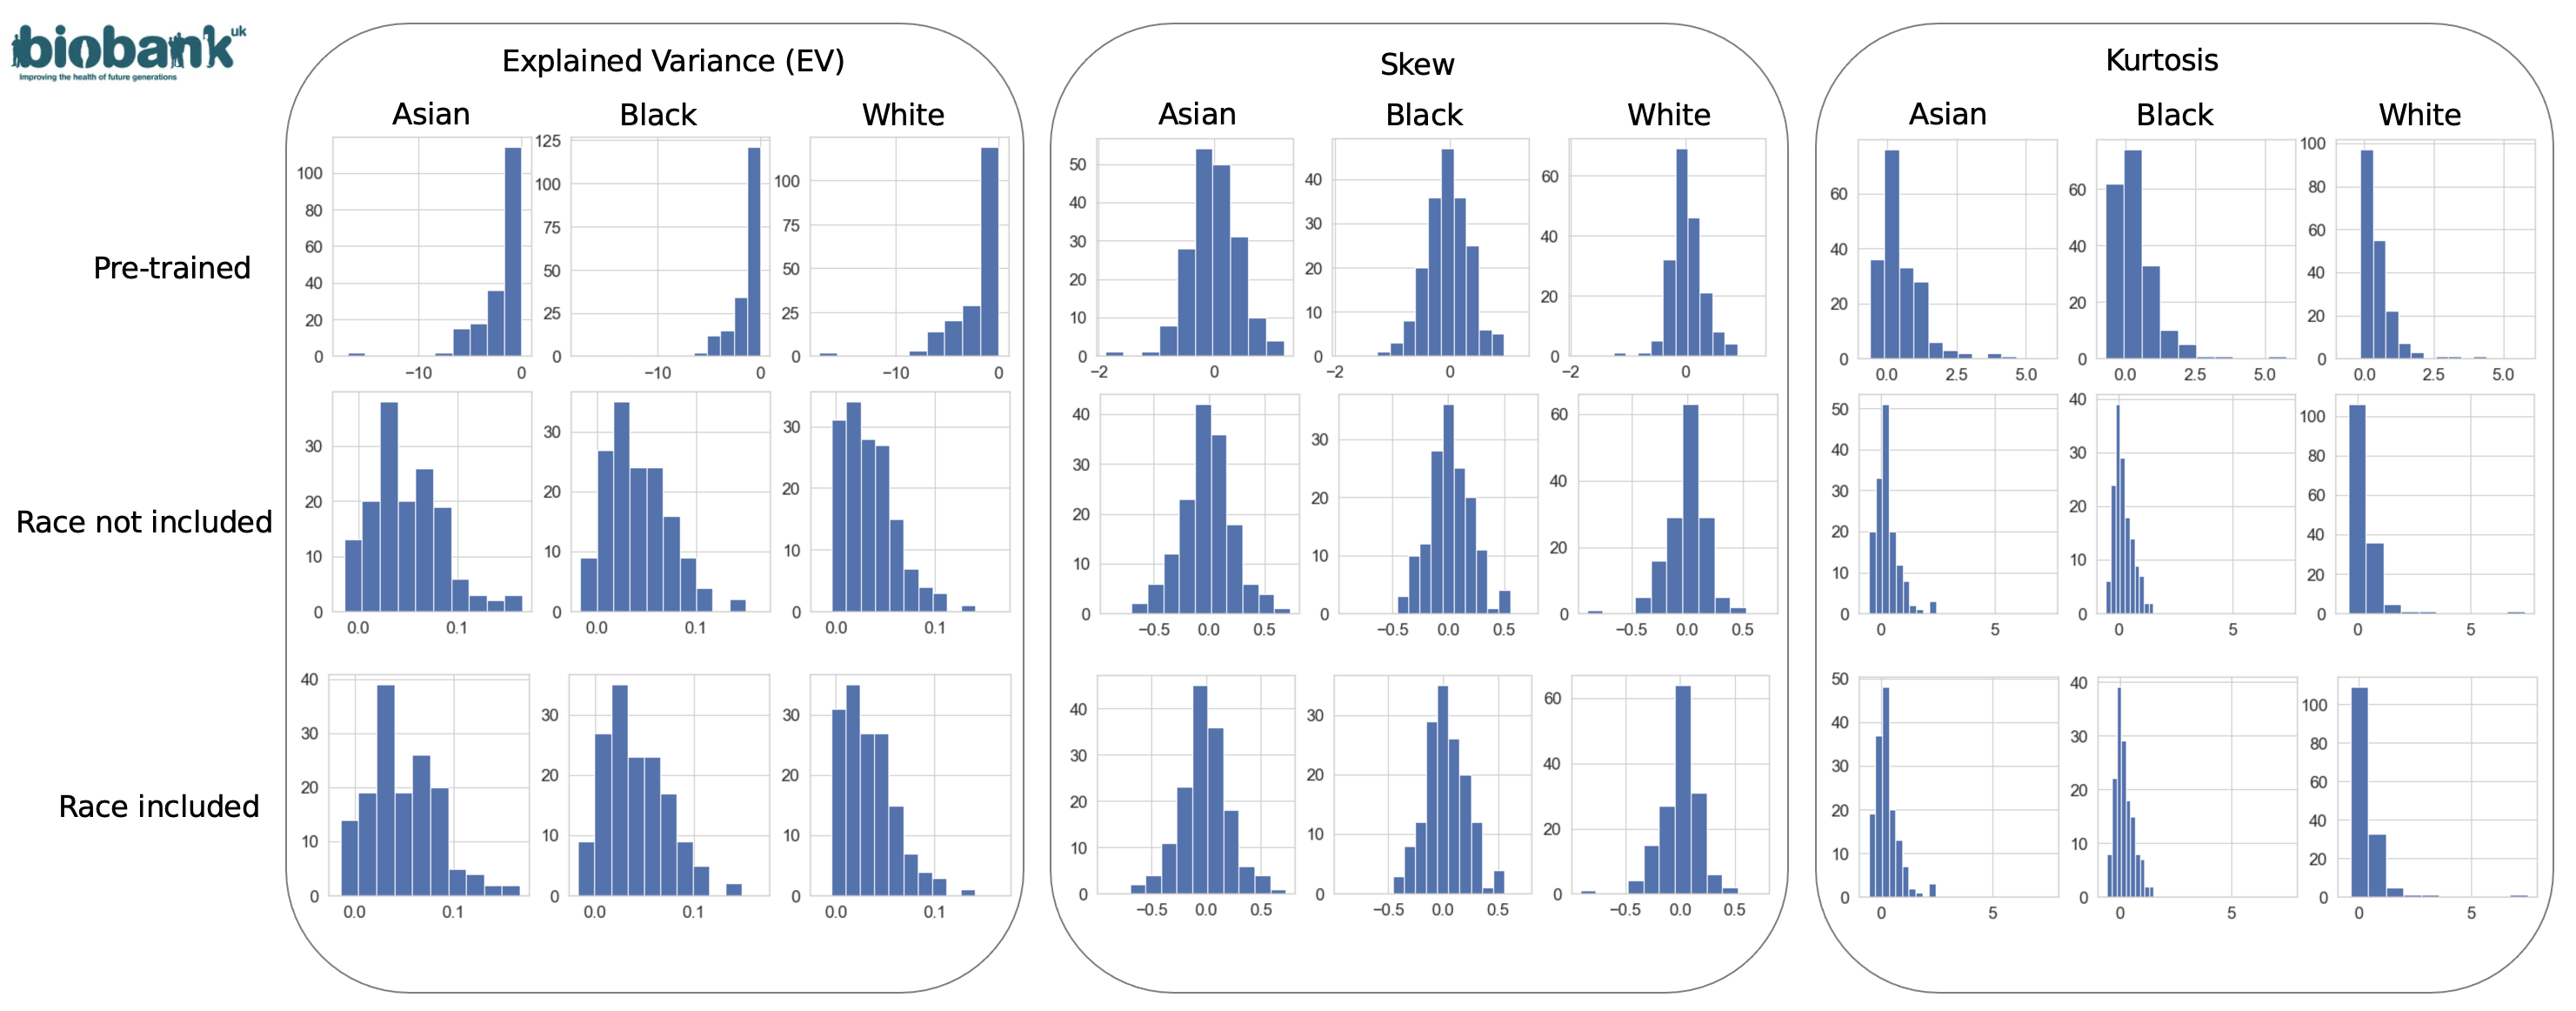 biobank uk
Improving the health of future generations
Explained Variance (EV)
Skew
Kurtosis
Asian Black White
Asian Black White
Asian Black White
Pre-trained
100 80 60 40 20 0
−10 0
125 100 75 50 25 0
−10 0
100 75 50 25 0
−10 0
50 40 30 20 10 0
−2 0
40 30 20 10 0
−2 0
60 40 20 0
−2 0
60 40 20 0
0.0 2.5 5.0
60 40 20 0
0.0 2.5 5.0
100 80 60 40 20 0
0.0 2.5 5.0
Race not included
30 20 10 0
0.0 0.1
30 20 10 0
0.0 0.1
30 20 10 0
0.0 0.1
40 30 20 10 0
−0.5 0.0 0.5
30 20 10 0
−0.5 0.0 0.5
60 40 20 0
−0.5 0.0 0.5
50 40 30 20 10 0
0 5
40 30 20 10 0
0 5
100 80 60 40 20 0
0 5
Race included
40 30 20 10 0
0.0 0.1
30 20 10 0
0.0 0.1
30 20 10 0
0.0 0.1
40 30 20 10 0
−0.5 0.0 0.5
30 20 10 0
−0.5 0.0 0.5
60 40 20 0
−0.5 0.0 0.5
50 40 30 20 10 0
0 5
40 30 20 10 0
0 5
100 80 60 40 20 0
0 5